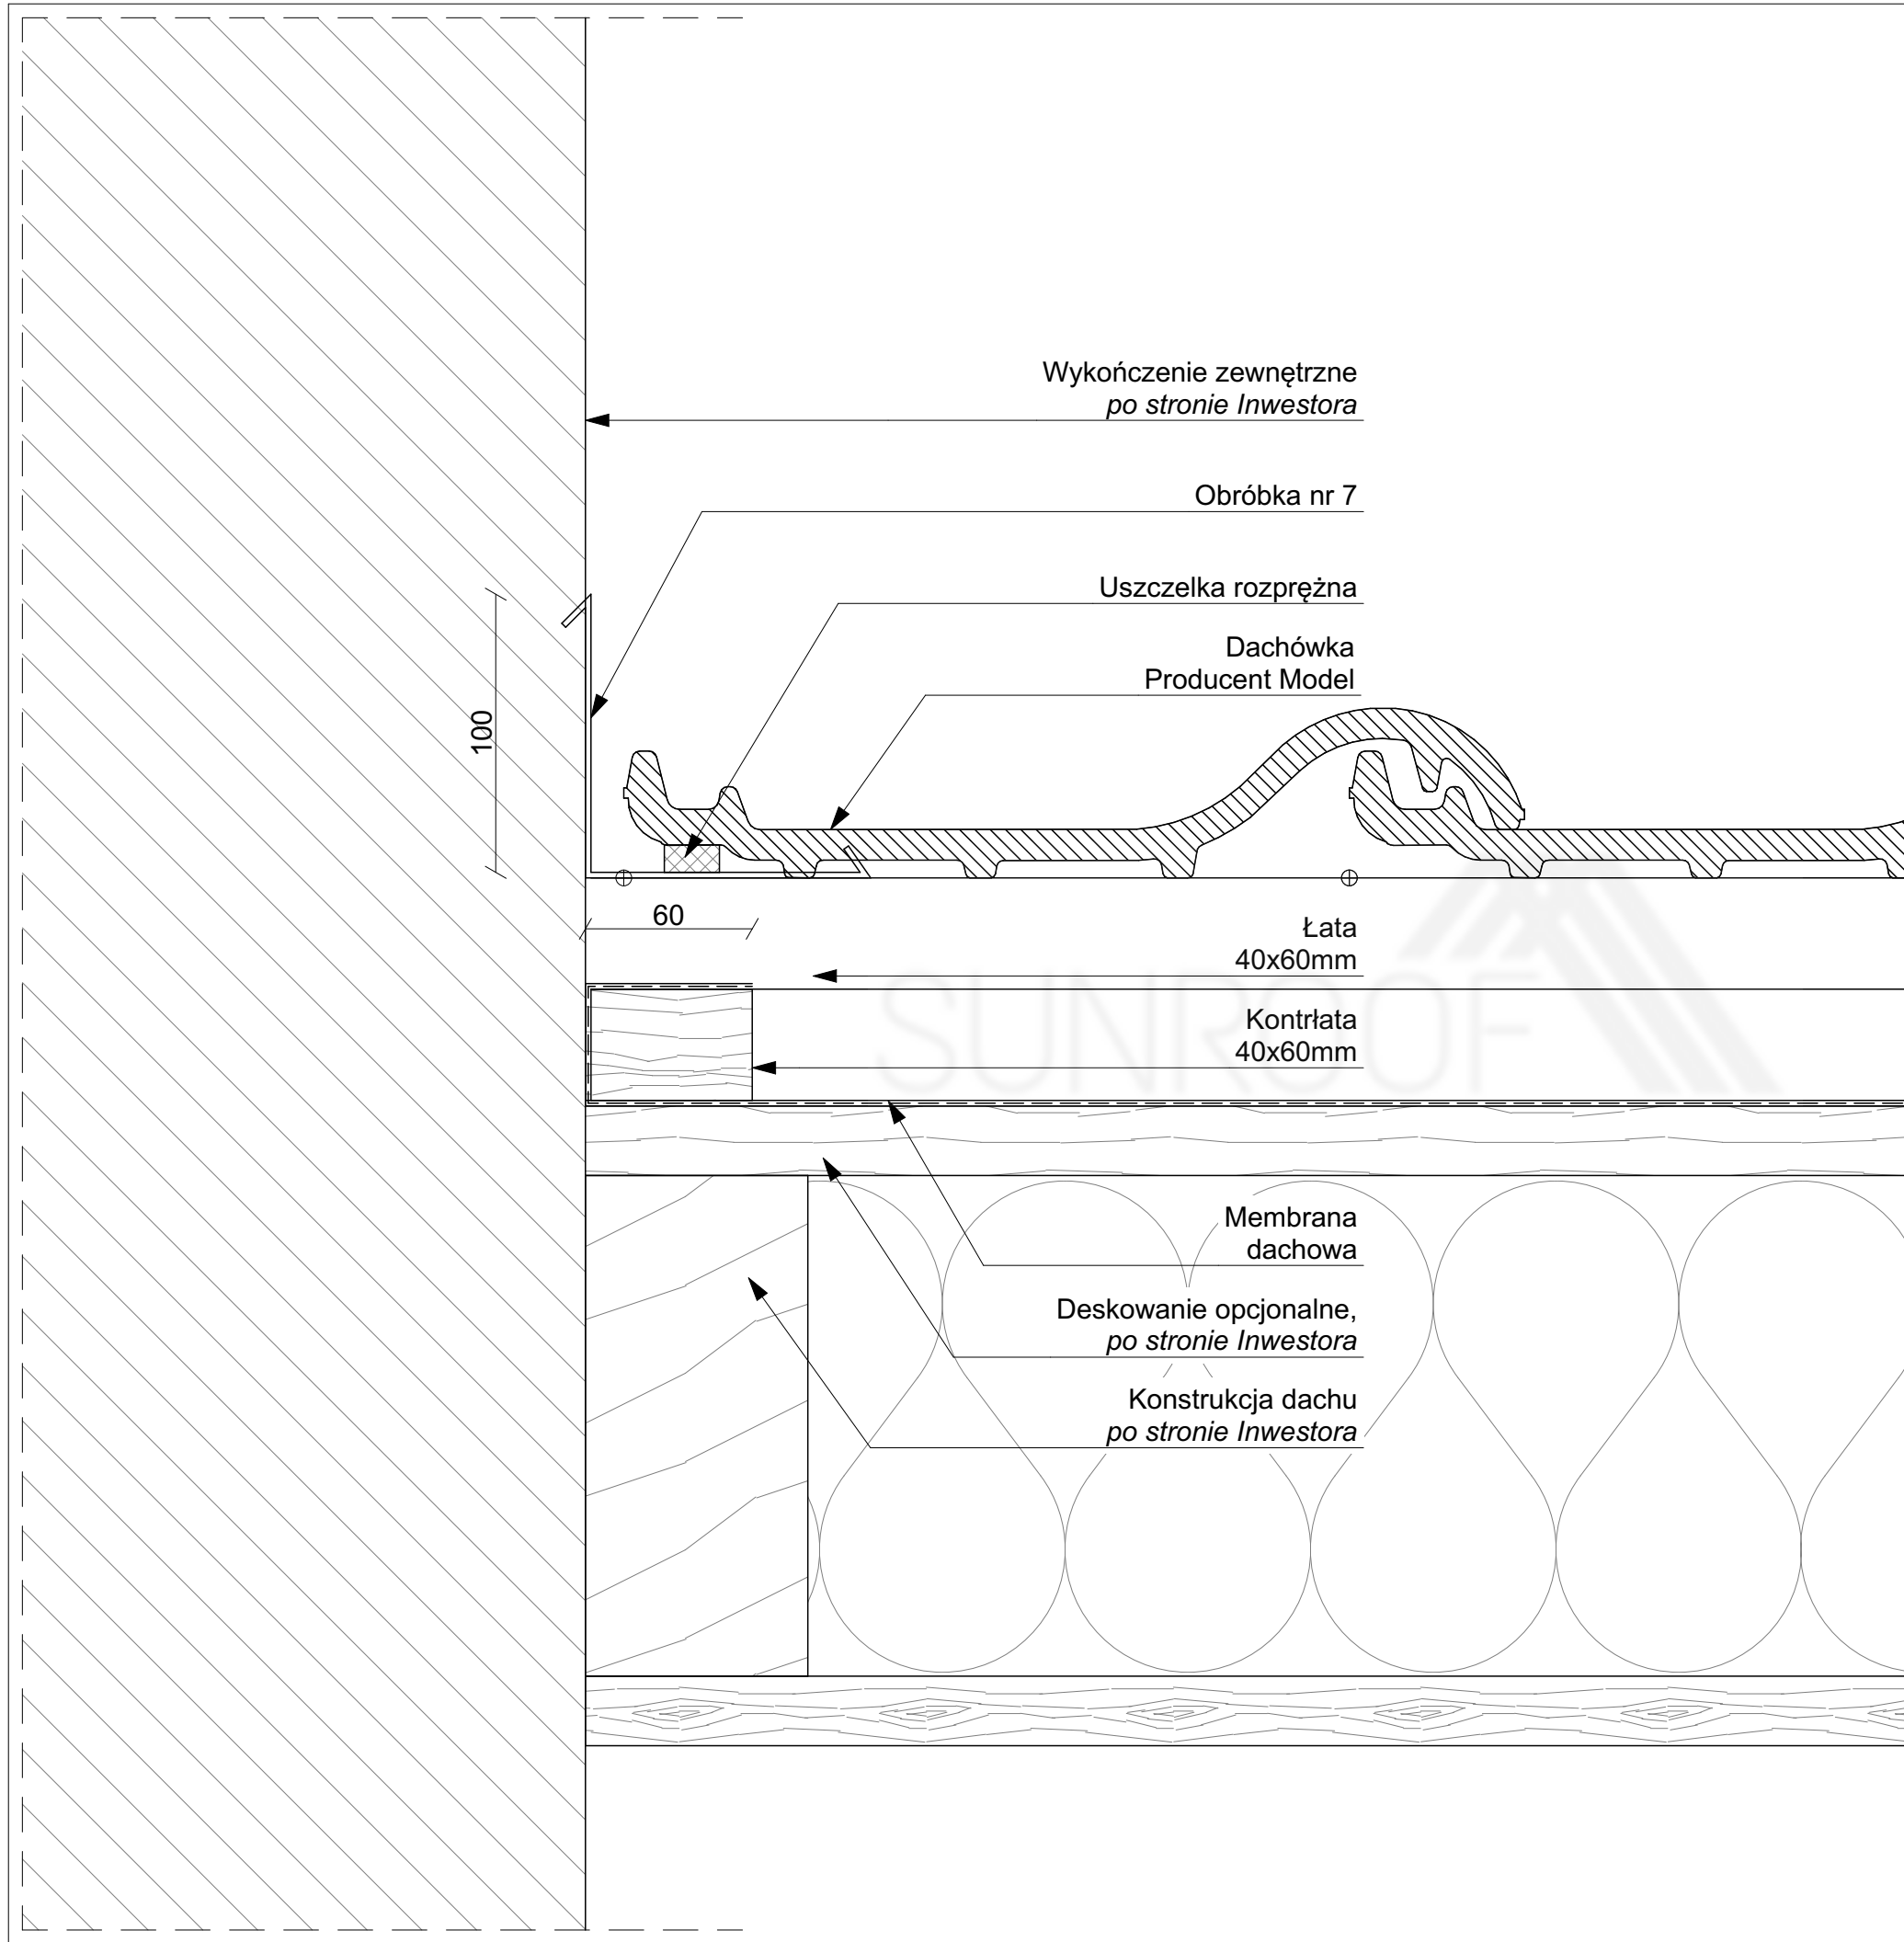 Wykończenie zewnętrzne
po stronie Inwestora
Obróbka nr 7
Uszczelka rozprężna
Dachówka
Producent Model
100
60
Łata
40x60mm
SUNROOF
Kontrłata
40x60mm
Membrana
dachowa
Deskowanie opcjonalne,
po stronie Inwestora
Konstrukcja dachu
po stronie Inwestora